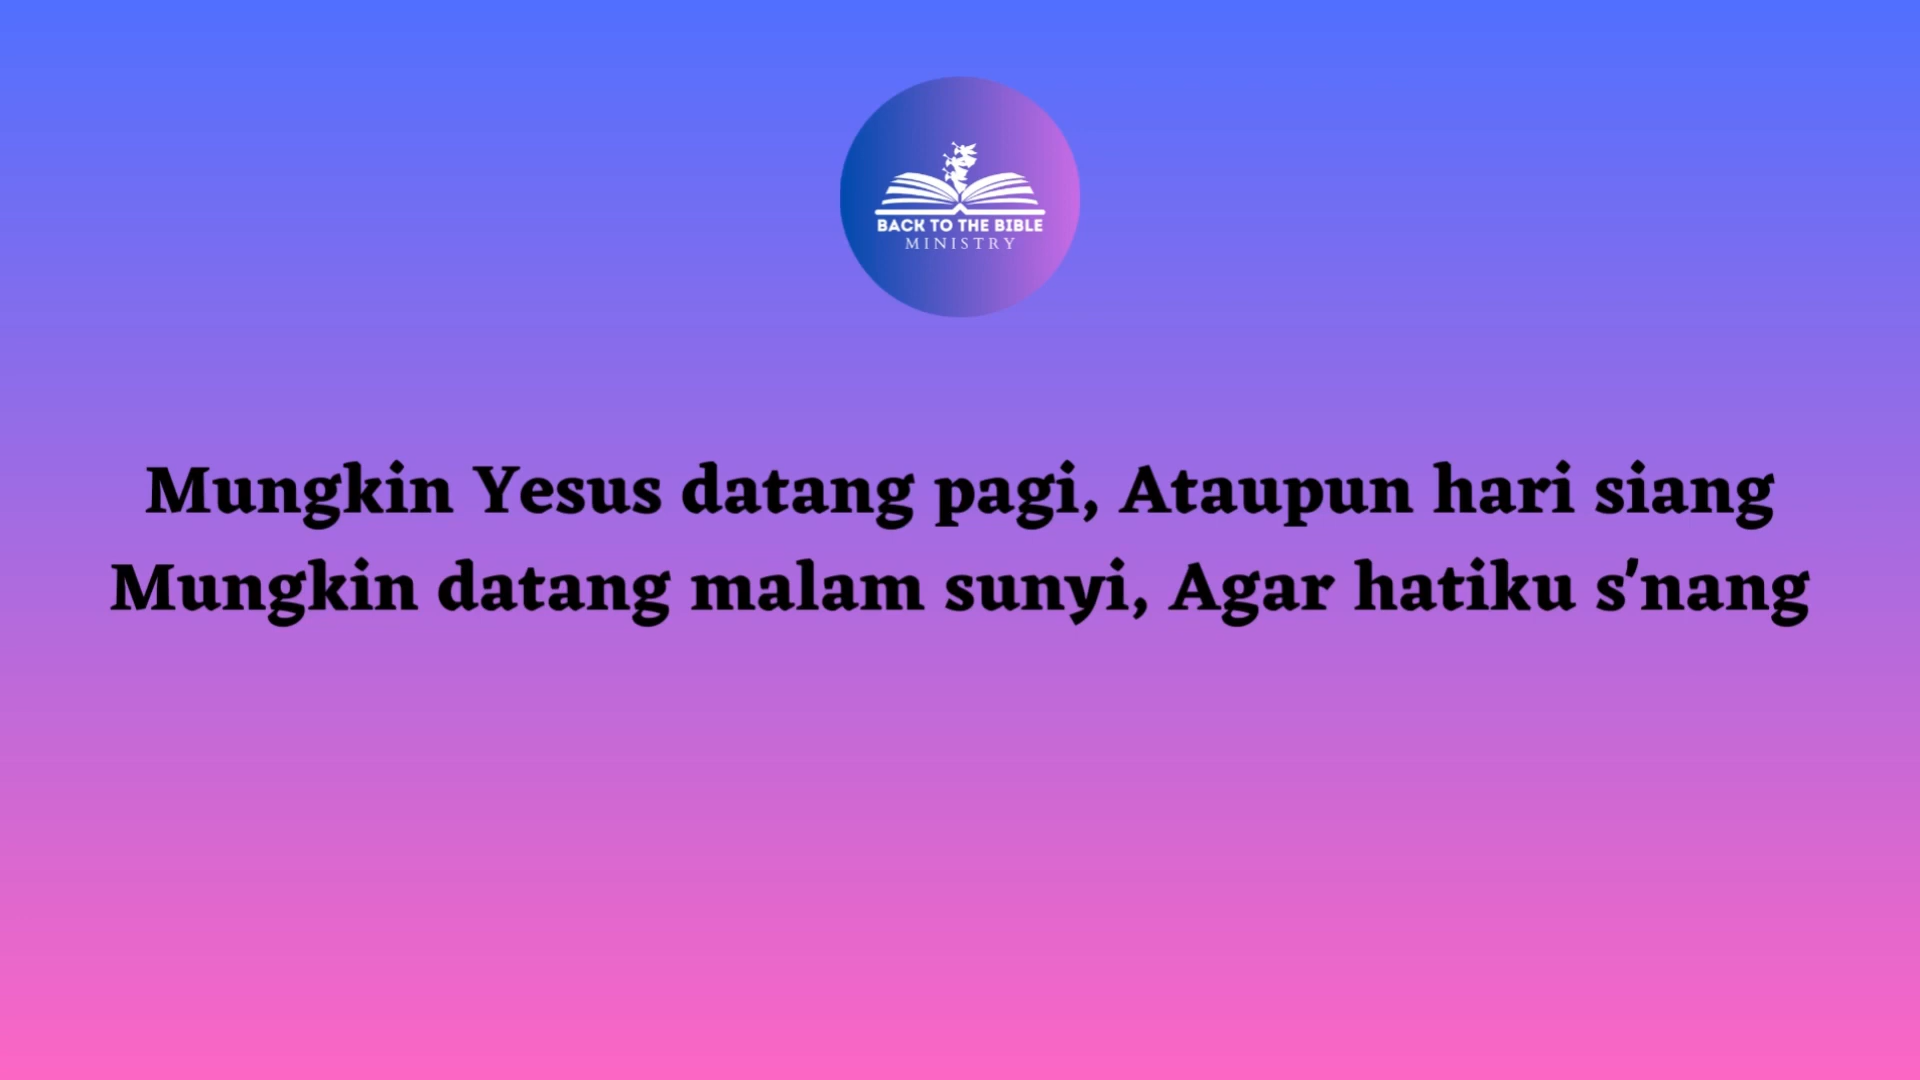 BACK TO THE BIBLE
MINISTRY
Mungkin Yesus datang pagi, Ataupun hari siang
Mungkin datang malam sunyi, Agar hatiku s'nang